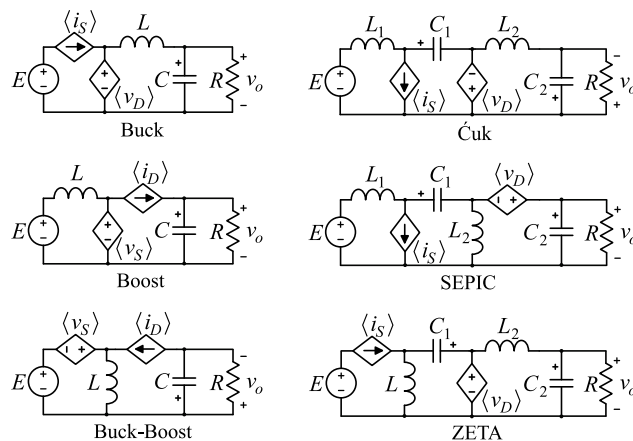 ⟨i_S⟩ L
E + − + − ⟨v_D⟩ + C R + v_o −
Buck
L_1 + C_1 L_2
E + − ⟨i_S⟩ − + ⟨v_D⟩ C_2 + R − v_o +
Ćuk
L ⟨i_D⟩
E + − + − ⟨v_S⟩ + C R + v_o −
Boost
L_1 + C_1 ⟨v_D⟩ − +
E + − ⟨i_S⟩ L_2 + C_2 R + v_o −
SEPIC
⟨v_S⟩ − + ⟨i_D⟩
E + − L C + R − v_o +
Buck-Boost
⟨i_S⟩ C_1 + L_2
E + − L + − ⟨v_D⟩ + C_2 R + v_o −
ZETA